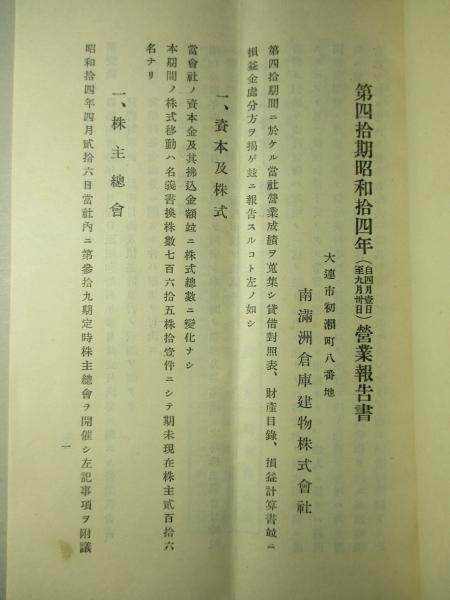 第四拾期昭和拾四年(自四月壹日至九月卅日)營業報告書
大連市初瀬町八番地
南滿洲倉庫建物株式會社
第四拾期間ニ於ケル當社營業成績ヲ蒐集シ貸借對照表、財產目錄、損益計算書竝ニ
損益金處分方ヲ揚ゲ玆ニ報告スルコト左ノ如シ
一、資本及株式
當會社ノ資本金及其拂込金額竝ニ株式總數ニ變化ナシ
本期間ノ株式移動ハ名義書換株數七百六拾五株拾壹件ニシテ期末現在株主貳百拾六
名ナリ
一、株主總會
昭和拾四年四月貳拾六日當社內ニ第參拾九期定時株主總會ヲ開催シ左記事項ヲ附議
一